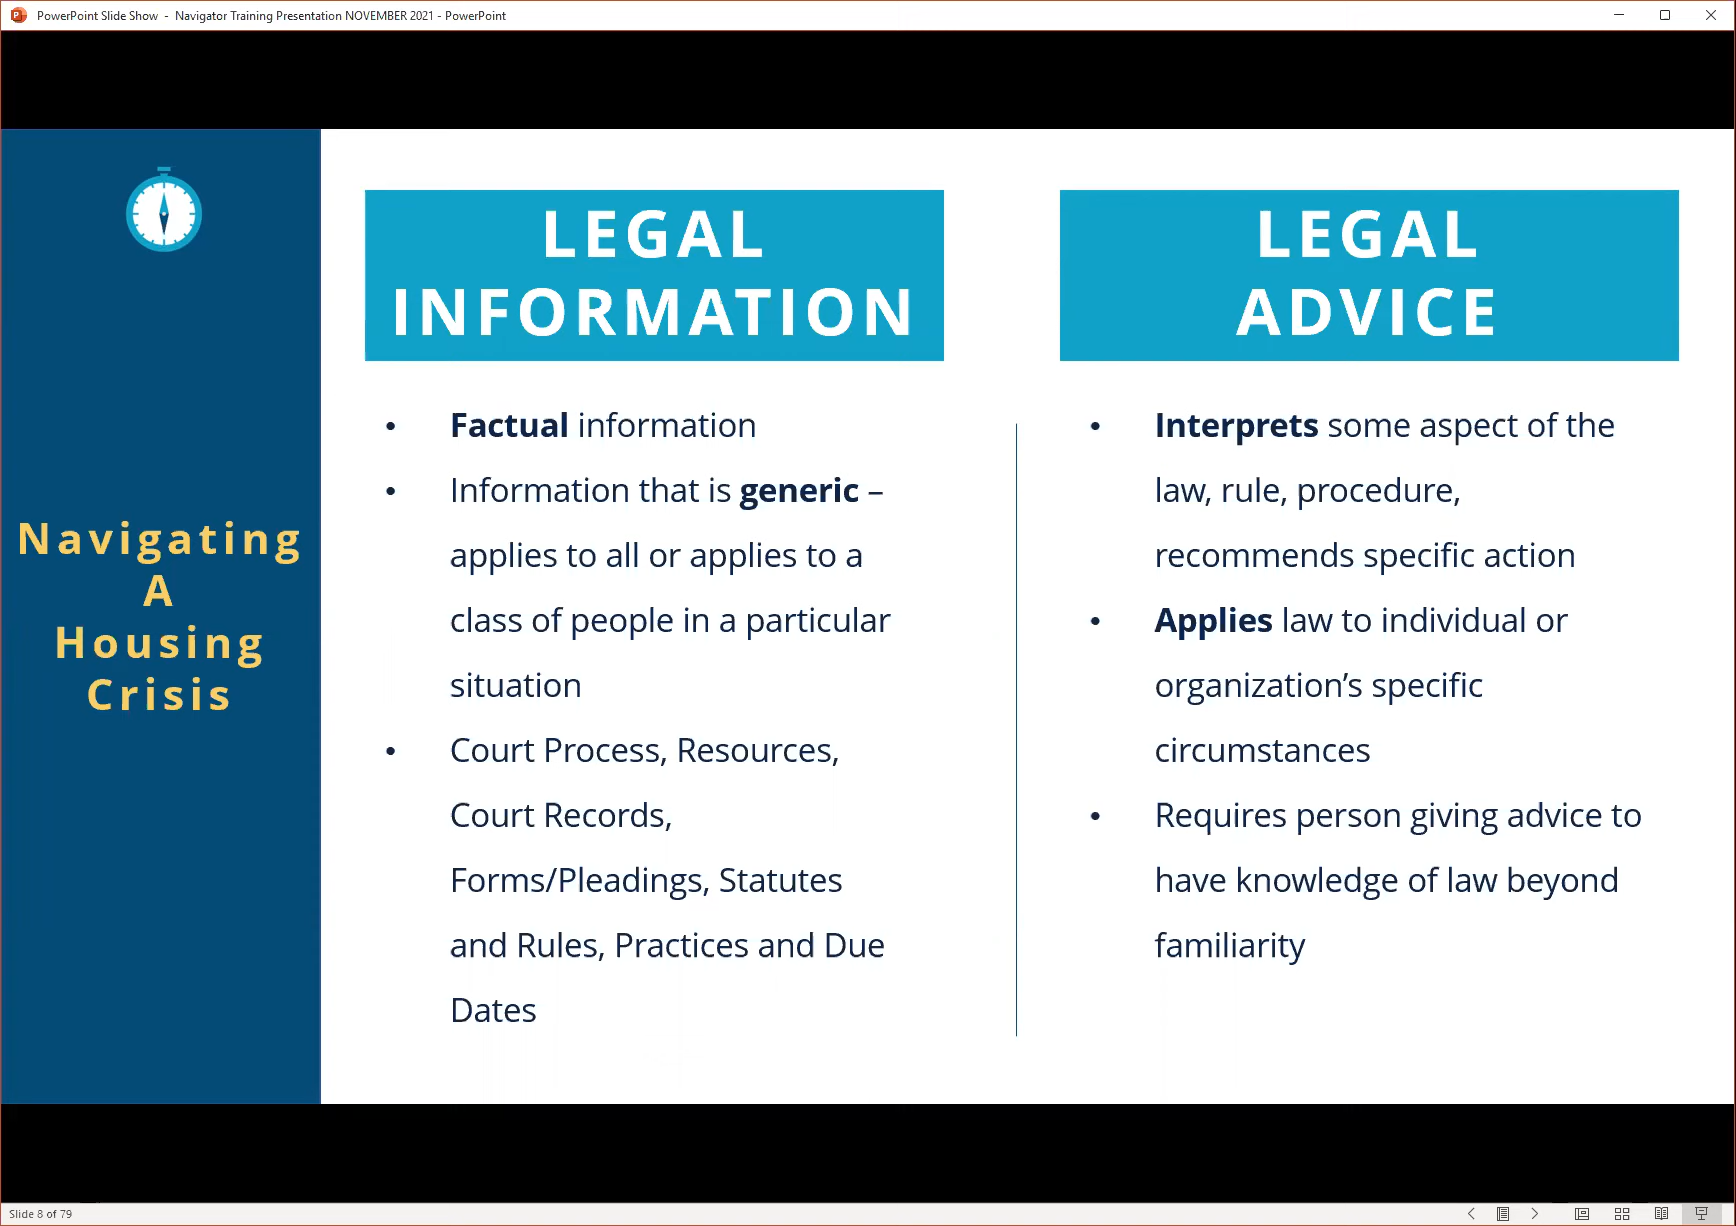 PowerPoint Slide Show - Navigator Training Presentation NOVEMBER 2021 - PowerPoint
Navigating
A
Housing
Crisis
LEGAL
INFORMATION
• Factual information
• Information that is generic –
applies to all or applies to a
class of people in a particular
situation
• Court Process, Resources,
Court Records,
Forms/Pleadings, Statutes
and Rules, Practices and Due
Dates
LEGAL
ADVICE
• Interprets some aspect of the
law, rule, procedure,
recommends specific action
• Applies law to individual or
organization’s specific
circumstances
• Requires person giving advice to
have knowledge of law beyond
familiarity
Slide 8 of 79